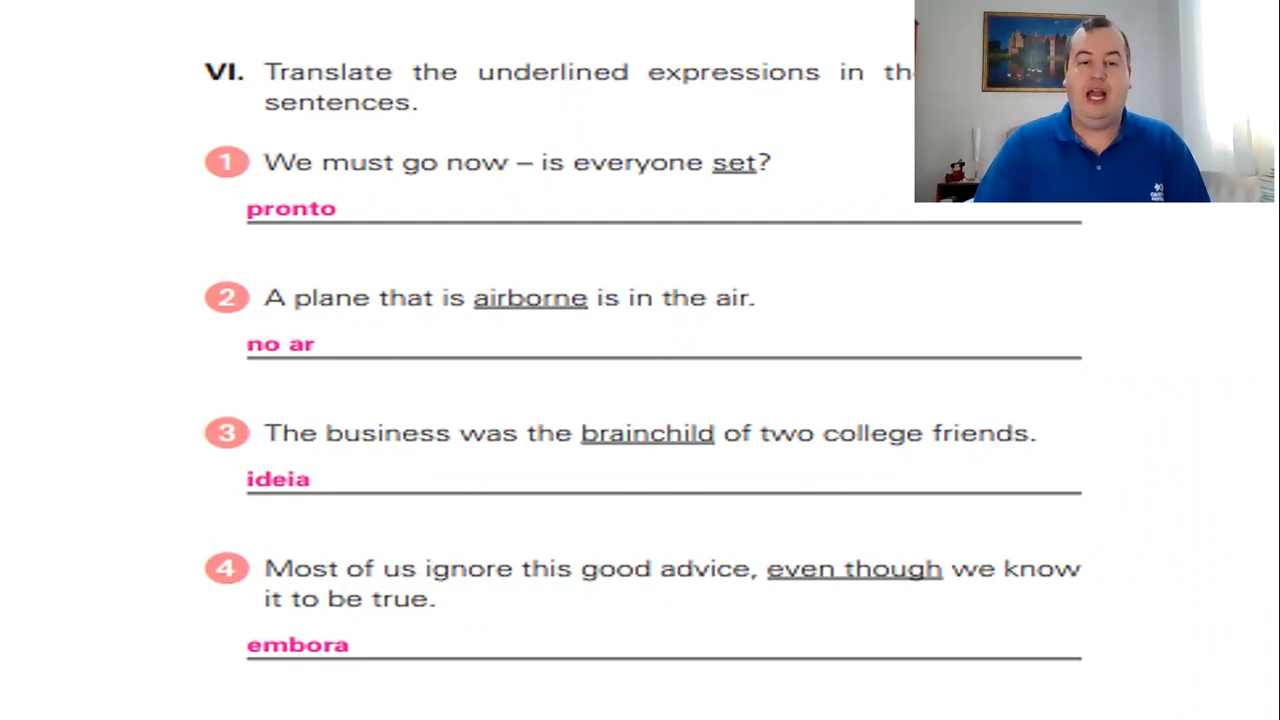 VI. Translate the underlined expressions in
sentences.
1 We must go now – is everyone set?
pronto
2 A plane that is airborne is in the air.
no ar
3 The business was the brainchild of two college friends.
ideia
4 Most of us ignore this good advice, even though we know
it to be true.
embora